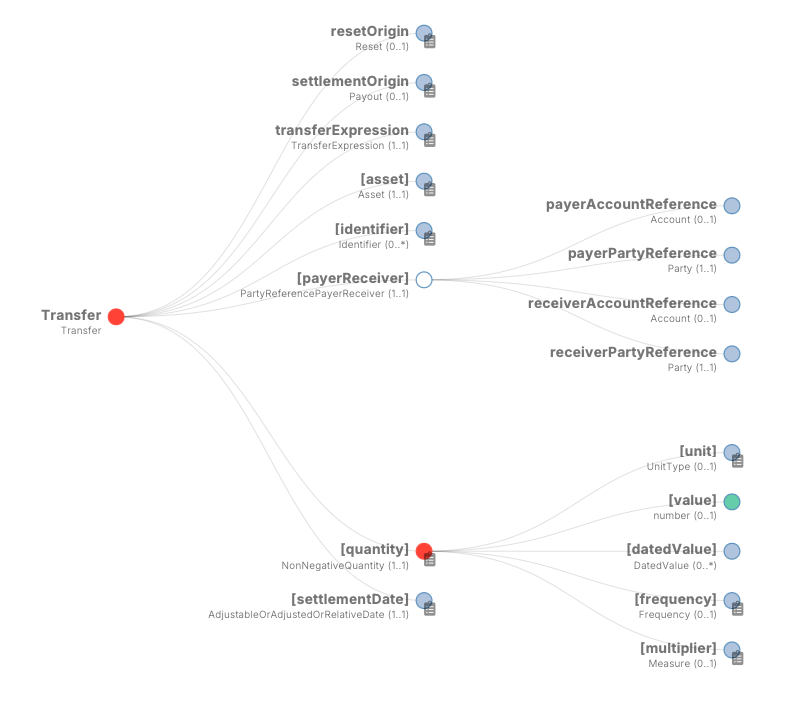 resetOrigin
Reset (0..1)
settlementOrigin
Payout (0..1)
transferExpression
TransferExpression (1..1)
[asset]
Asset (1..1)
[identifier]
Identifier (0..*)
[payerReceiver]
PartyReferencePayerReceiver (1..1)
payerAccountReference
Account (0..1)
payerPartyReference
Party (1..1)
receiverAccountReference
Account (0..1)
receiverPartyReference
Party (1..1)
Transfer
Transfer
[quantity]
NonNegativeQuantity (1..1)
[settlementDate]
AdjustableOrAdjustedOrRelativeDate (1..1)
[unit]
UnitType (0..1)
[value]
number (0..1)
[datedValue]
DatedValue (0..*)
[frequency]
Frequency (0..1)
[multiplier]
Measure (0..1)